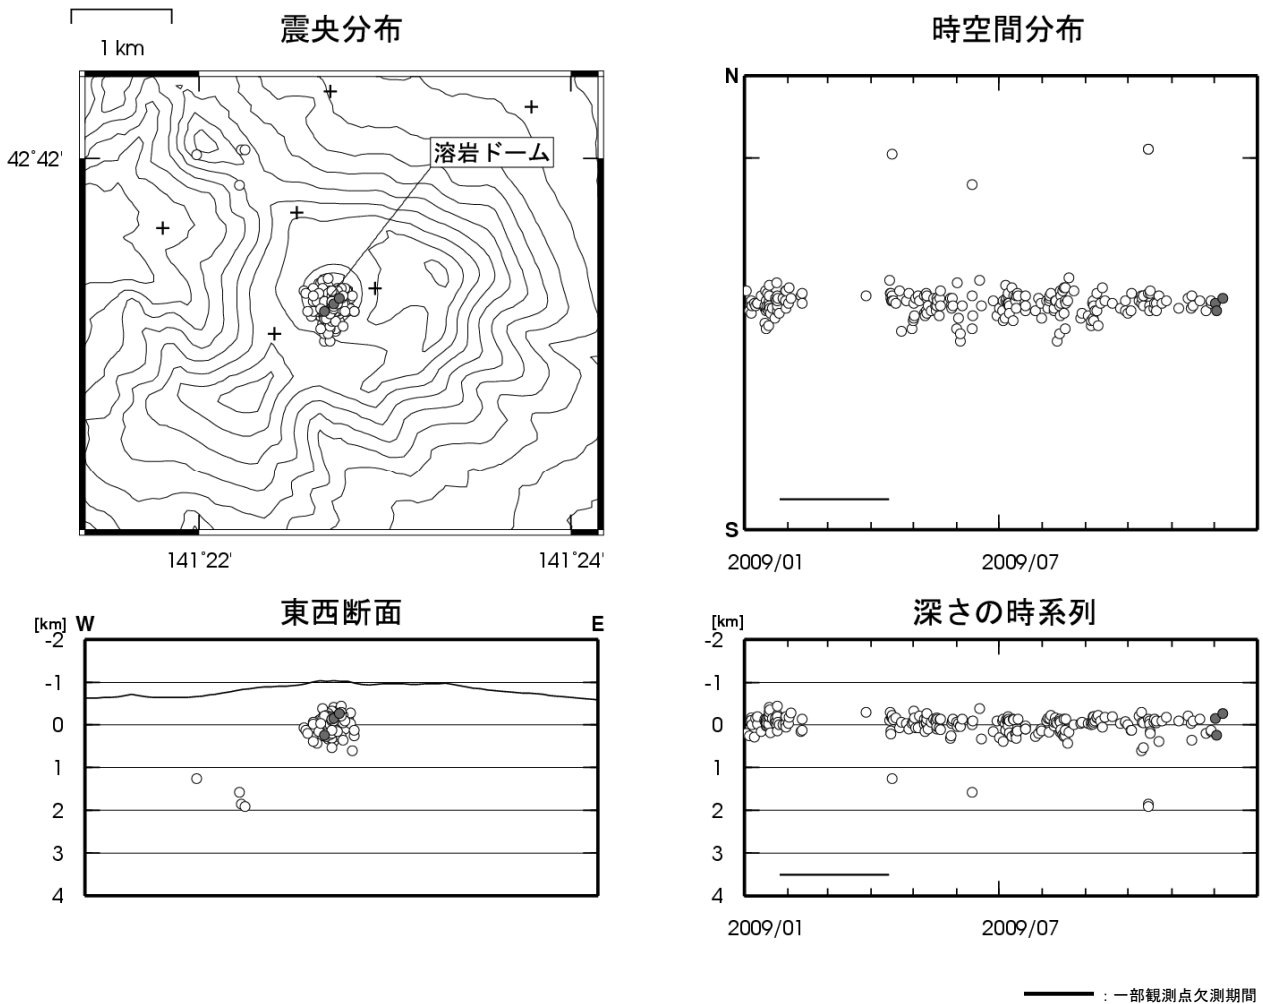 震央分布
1 km
42°42'
溶岩ドーム
141°22'
141°24'
時空間分布
N
S
2009/01
2009/07
東西断面
[km]
W
E
-2
-1
0
1
2
3
4
深さの時系列
[km]
-2
-1
0
1
2
3
4
2009/01
2009/07
：一部観測点欠測期間